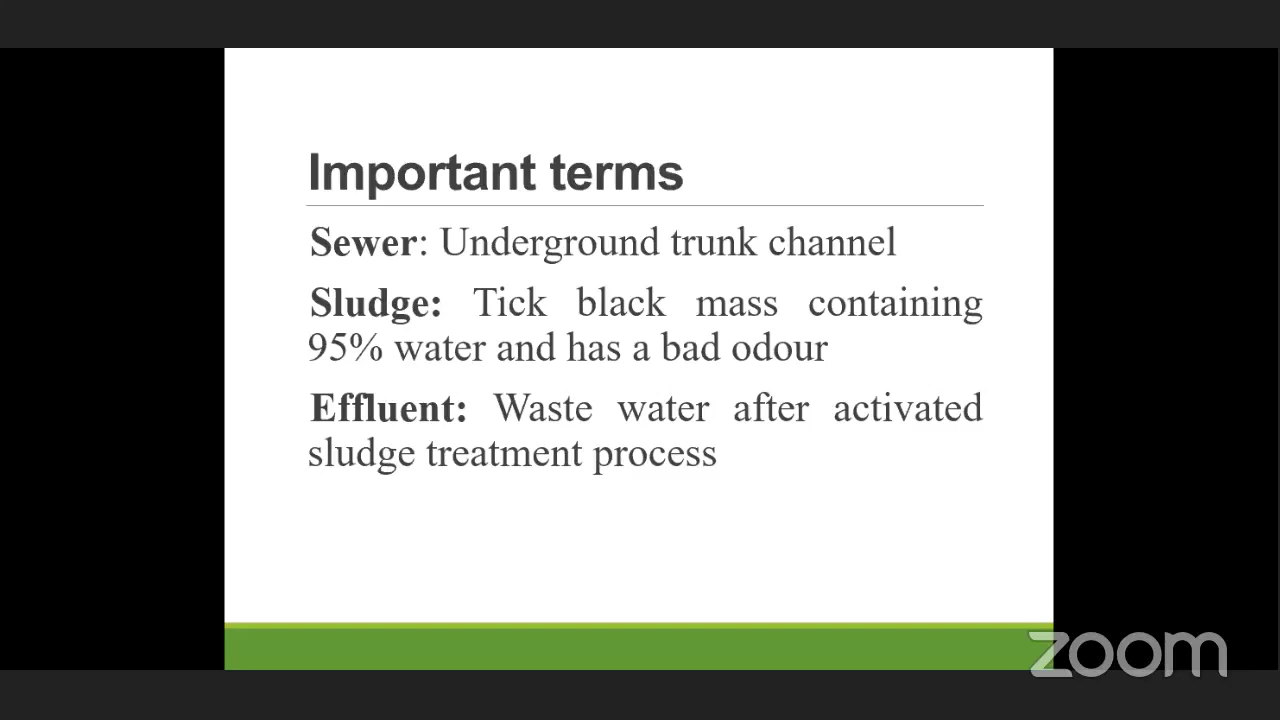 Important terms
Sewer: Underground trunk channel
Sludge: Tick black mass containing
95% water and has a bad odour
Effluent: Waste water after activated
sludge treatment process
zoom